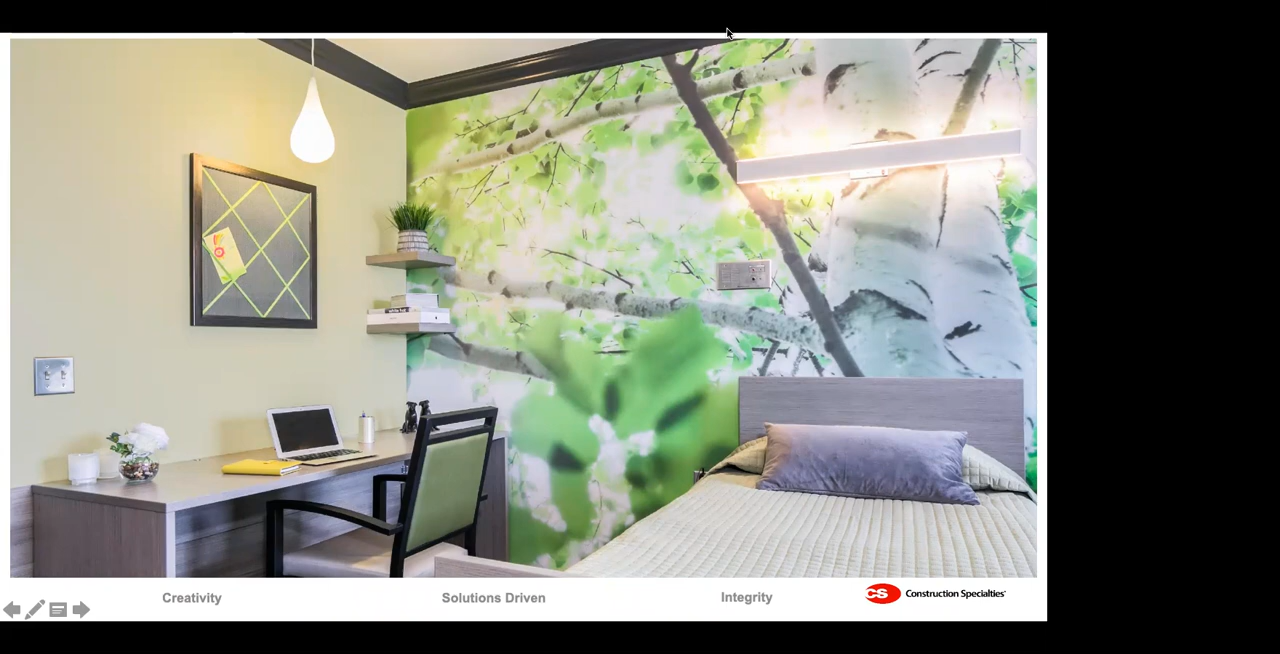 Creativity
Solutions Driven
Integrity
CS
Construction Specialties